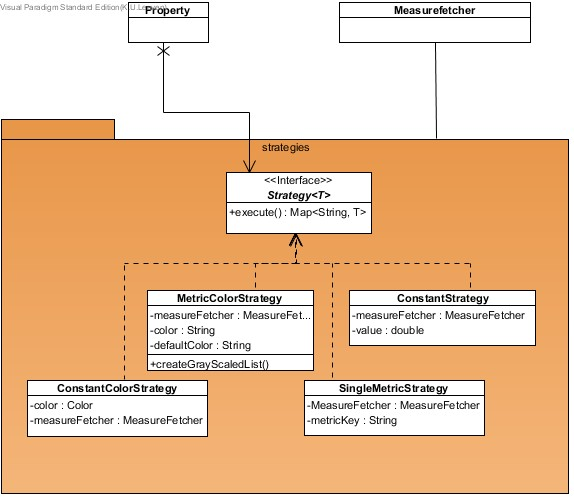 Visual Paradigm Standard Edition(K.U.Leuven)
Property
Measurefetcher
strategies
<<Interface>>
Strategy<T>
+execute() : Map<String, T>
MetricColorStrategy
-measureFetcher : MeasureFet...
-color : String
-defaultColor : String
+createGrayScaledList()
ConstantStrategy
-measureFetcher : MeasureFetcher
-value : double
ConstantColorStrategy
-color : Color
-measureFetcher : MeasureFetcher
SingleMetricStrategy
-MeasureFetcher : MeasureFetcher
-metricKey : String